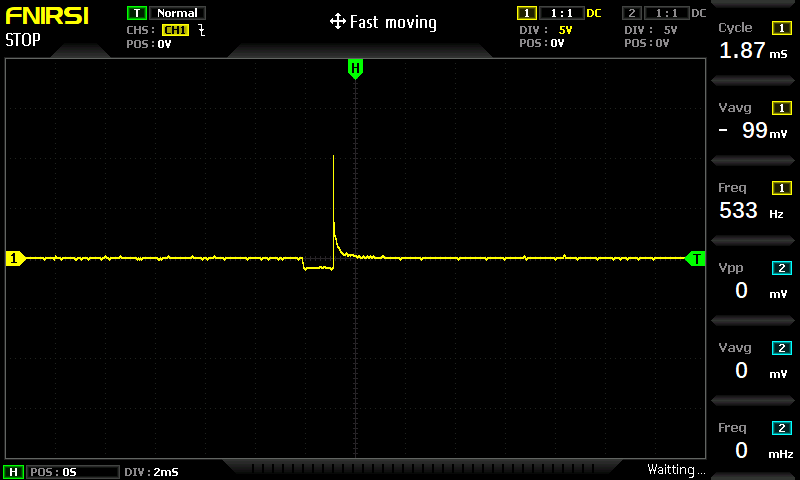 FNIRSI
STOP
T Normal
CHS: CH1
POS: 0V
Fast moving
1 1:1 DC
DIV: 5V
POS: 0V
2 1:1 DC
DIV: 5V
POS: 0V
H
1
T
Cycle 1
1.87 mS
Vavg 1
- 99 mV
Freq 1
533 Hz
Vpp 2
0 mV
Vavg 2
0 mV
Freq 2
0 mHz
H POS: 0S DIV: 2mS
Waitting...